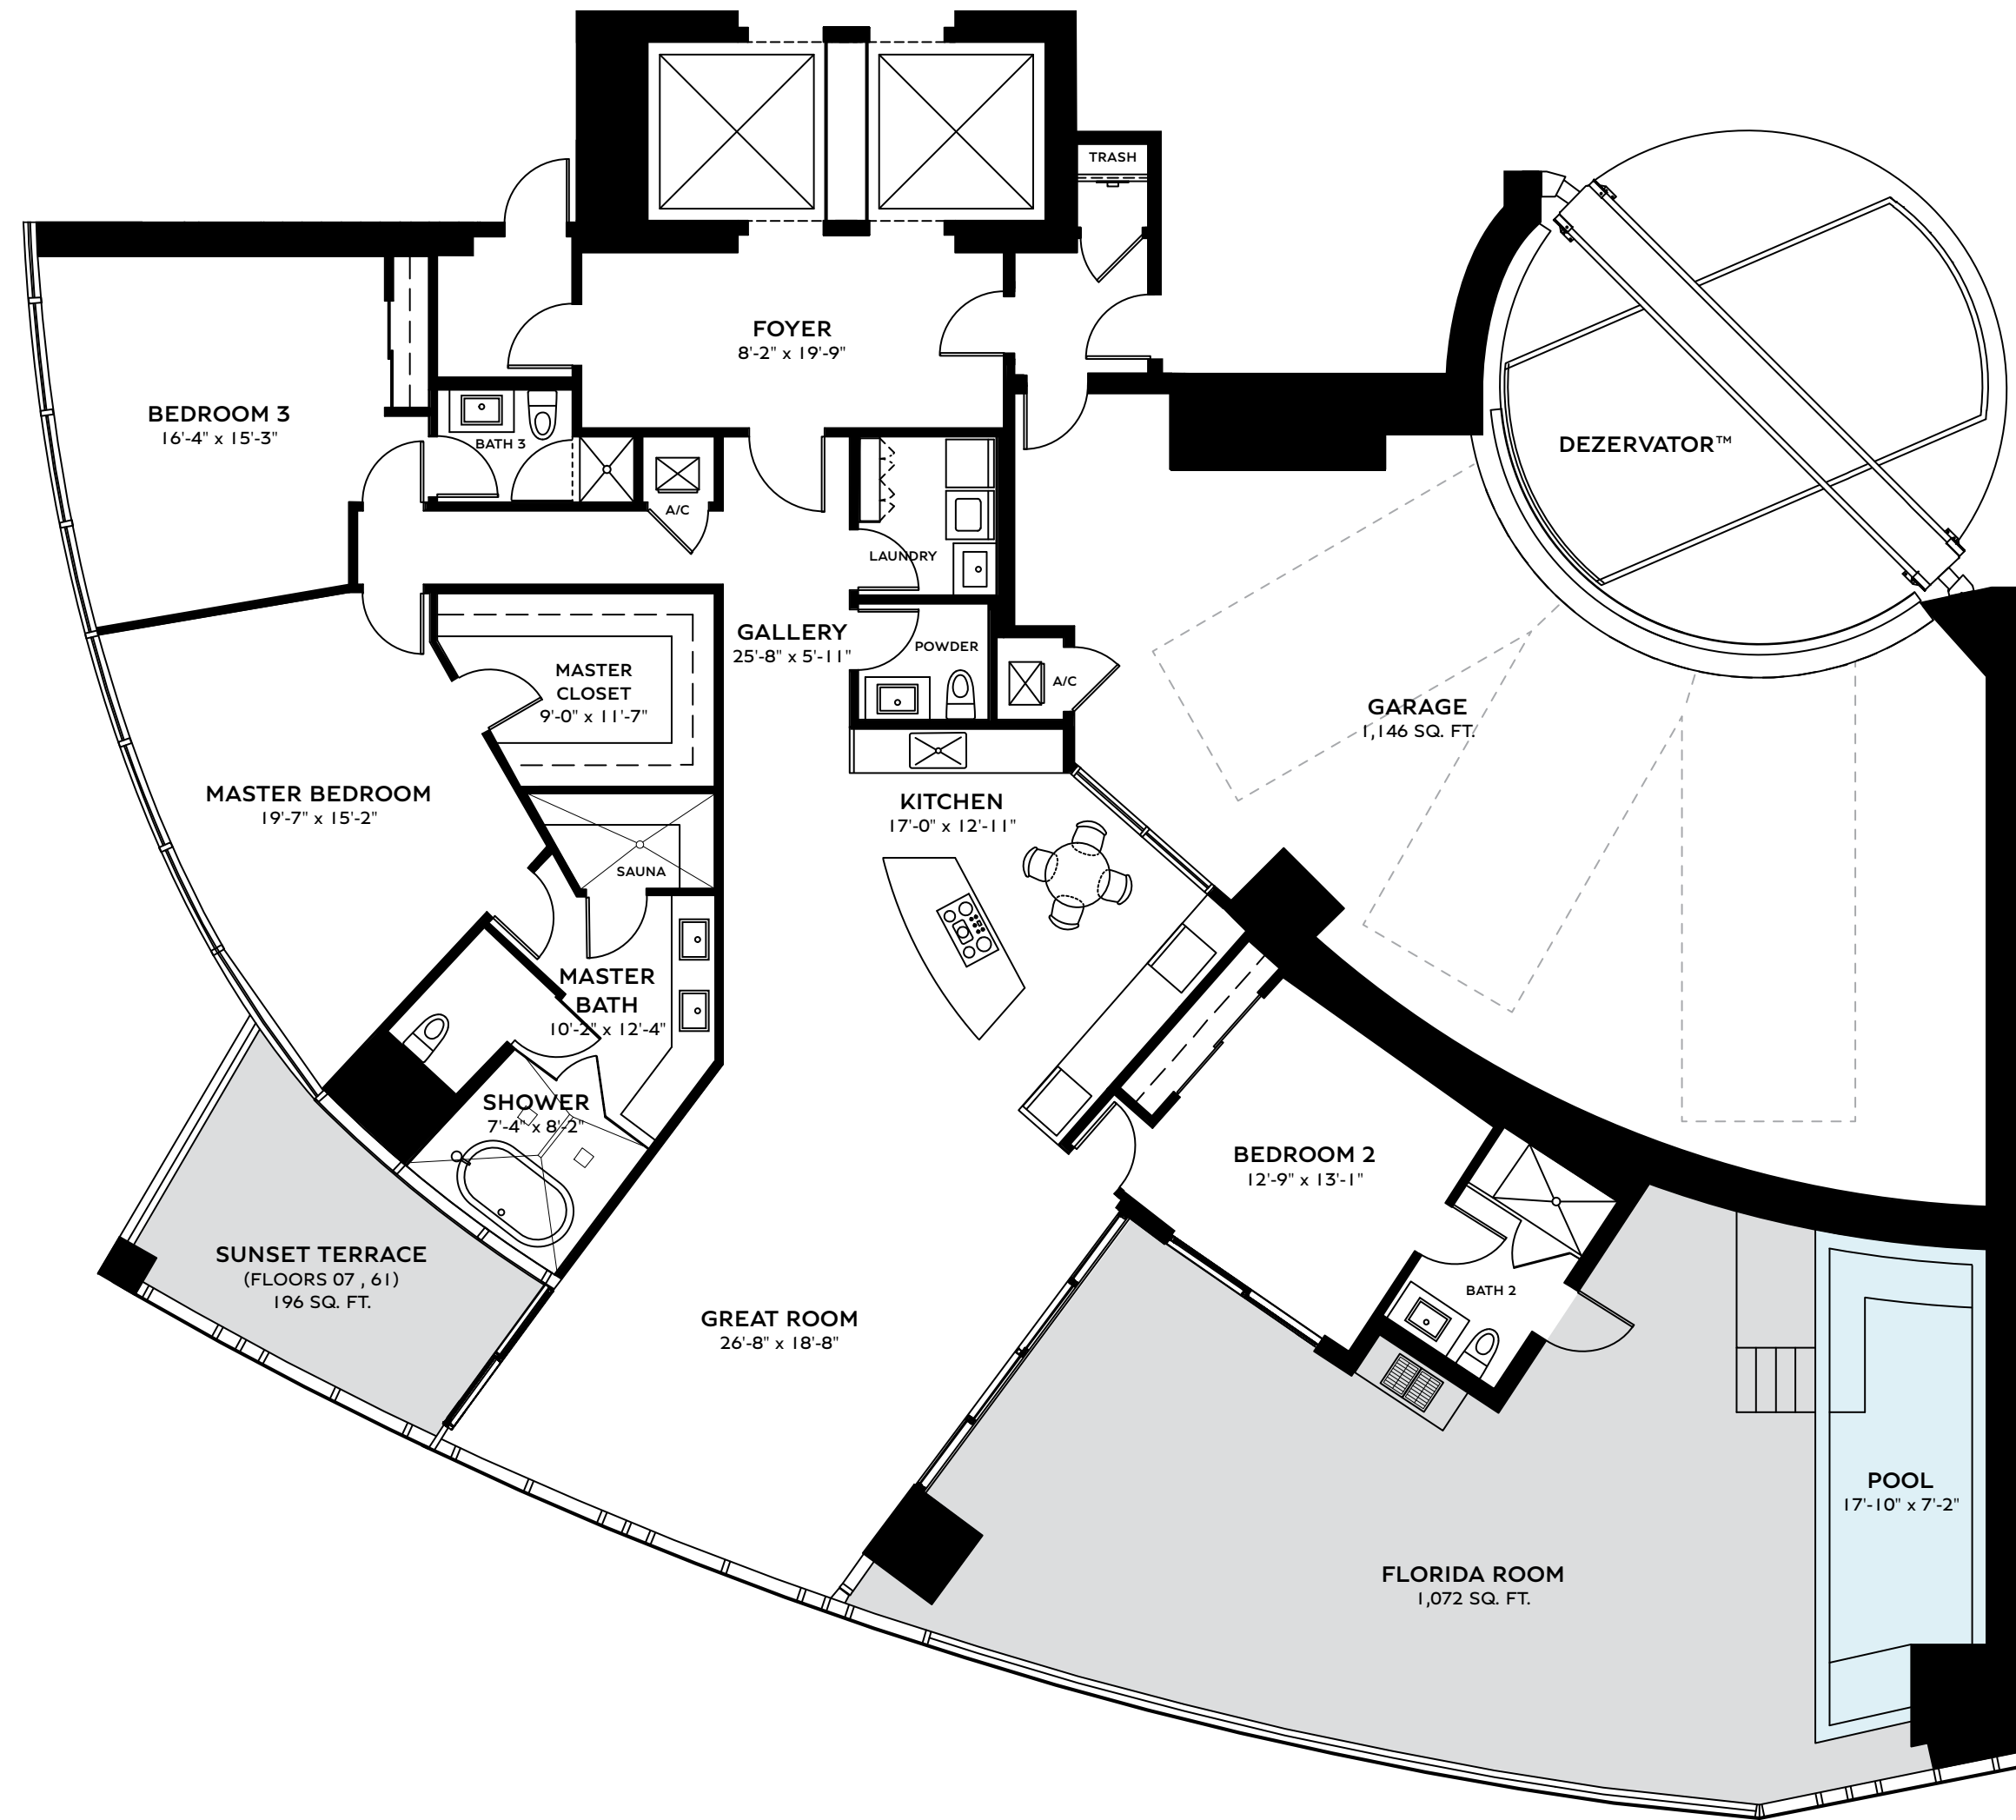 TRASH
FOYER
8'-2" x 19'-9"
BEDROOM 3
16'-4" x 15'-3"
BATH 3
DEZERVATOR™
A/C
LAUNDRY
GALLERY
25'-8" x 5'-11"
POWDER
MASTER
CLOSET
9'-0" x 11'-7"
A/C
GARAGE
1,146 SQ. FT.
MASTER BEDROOM
19'-7" x 15'-2"
KITCHEN
17'-0" x 12'-11"
SAUNA
MASTER
BATH
10'-2" x 12'-4"
SHOWER
7'-4" x 8'-2"
BEDROOM 2
12'-9" x 13'-1"
SUNSET TERRACE
(FLOORS 07 , 61)
196 SQ. FT.
BATH 2
GREAT ROOM
26'-8" x 18'-8"
POOL
17'-10" x 7'-2"
FLORIDA ROOM
1,072 SQ. FT.